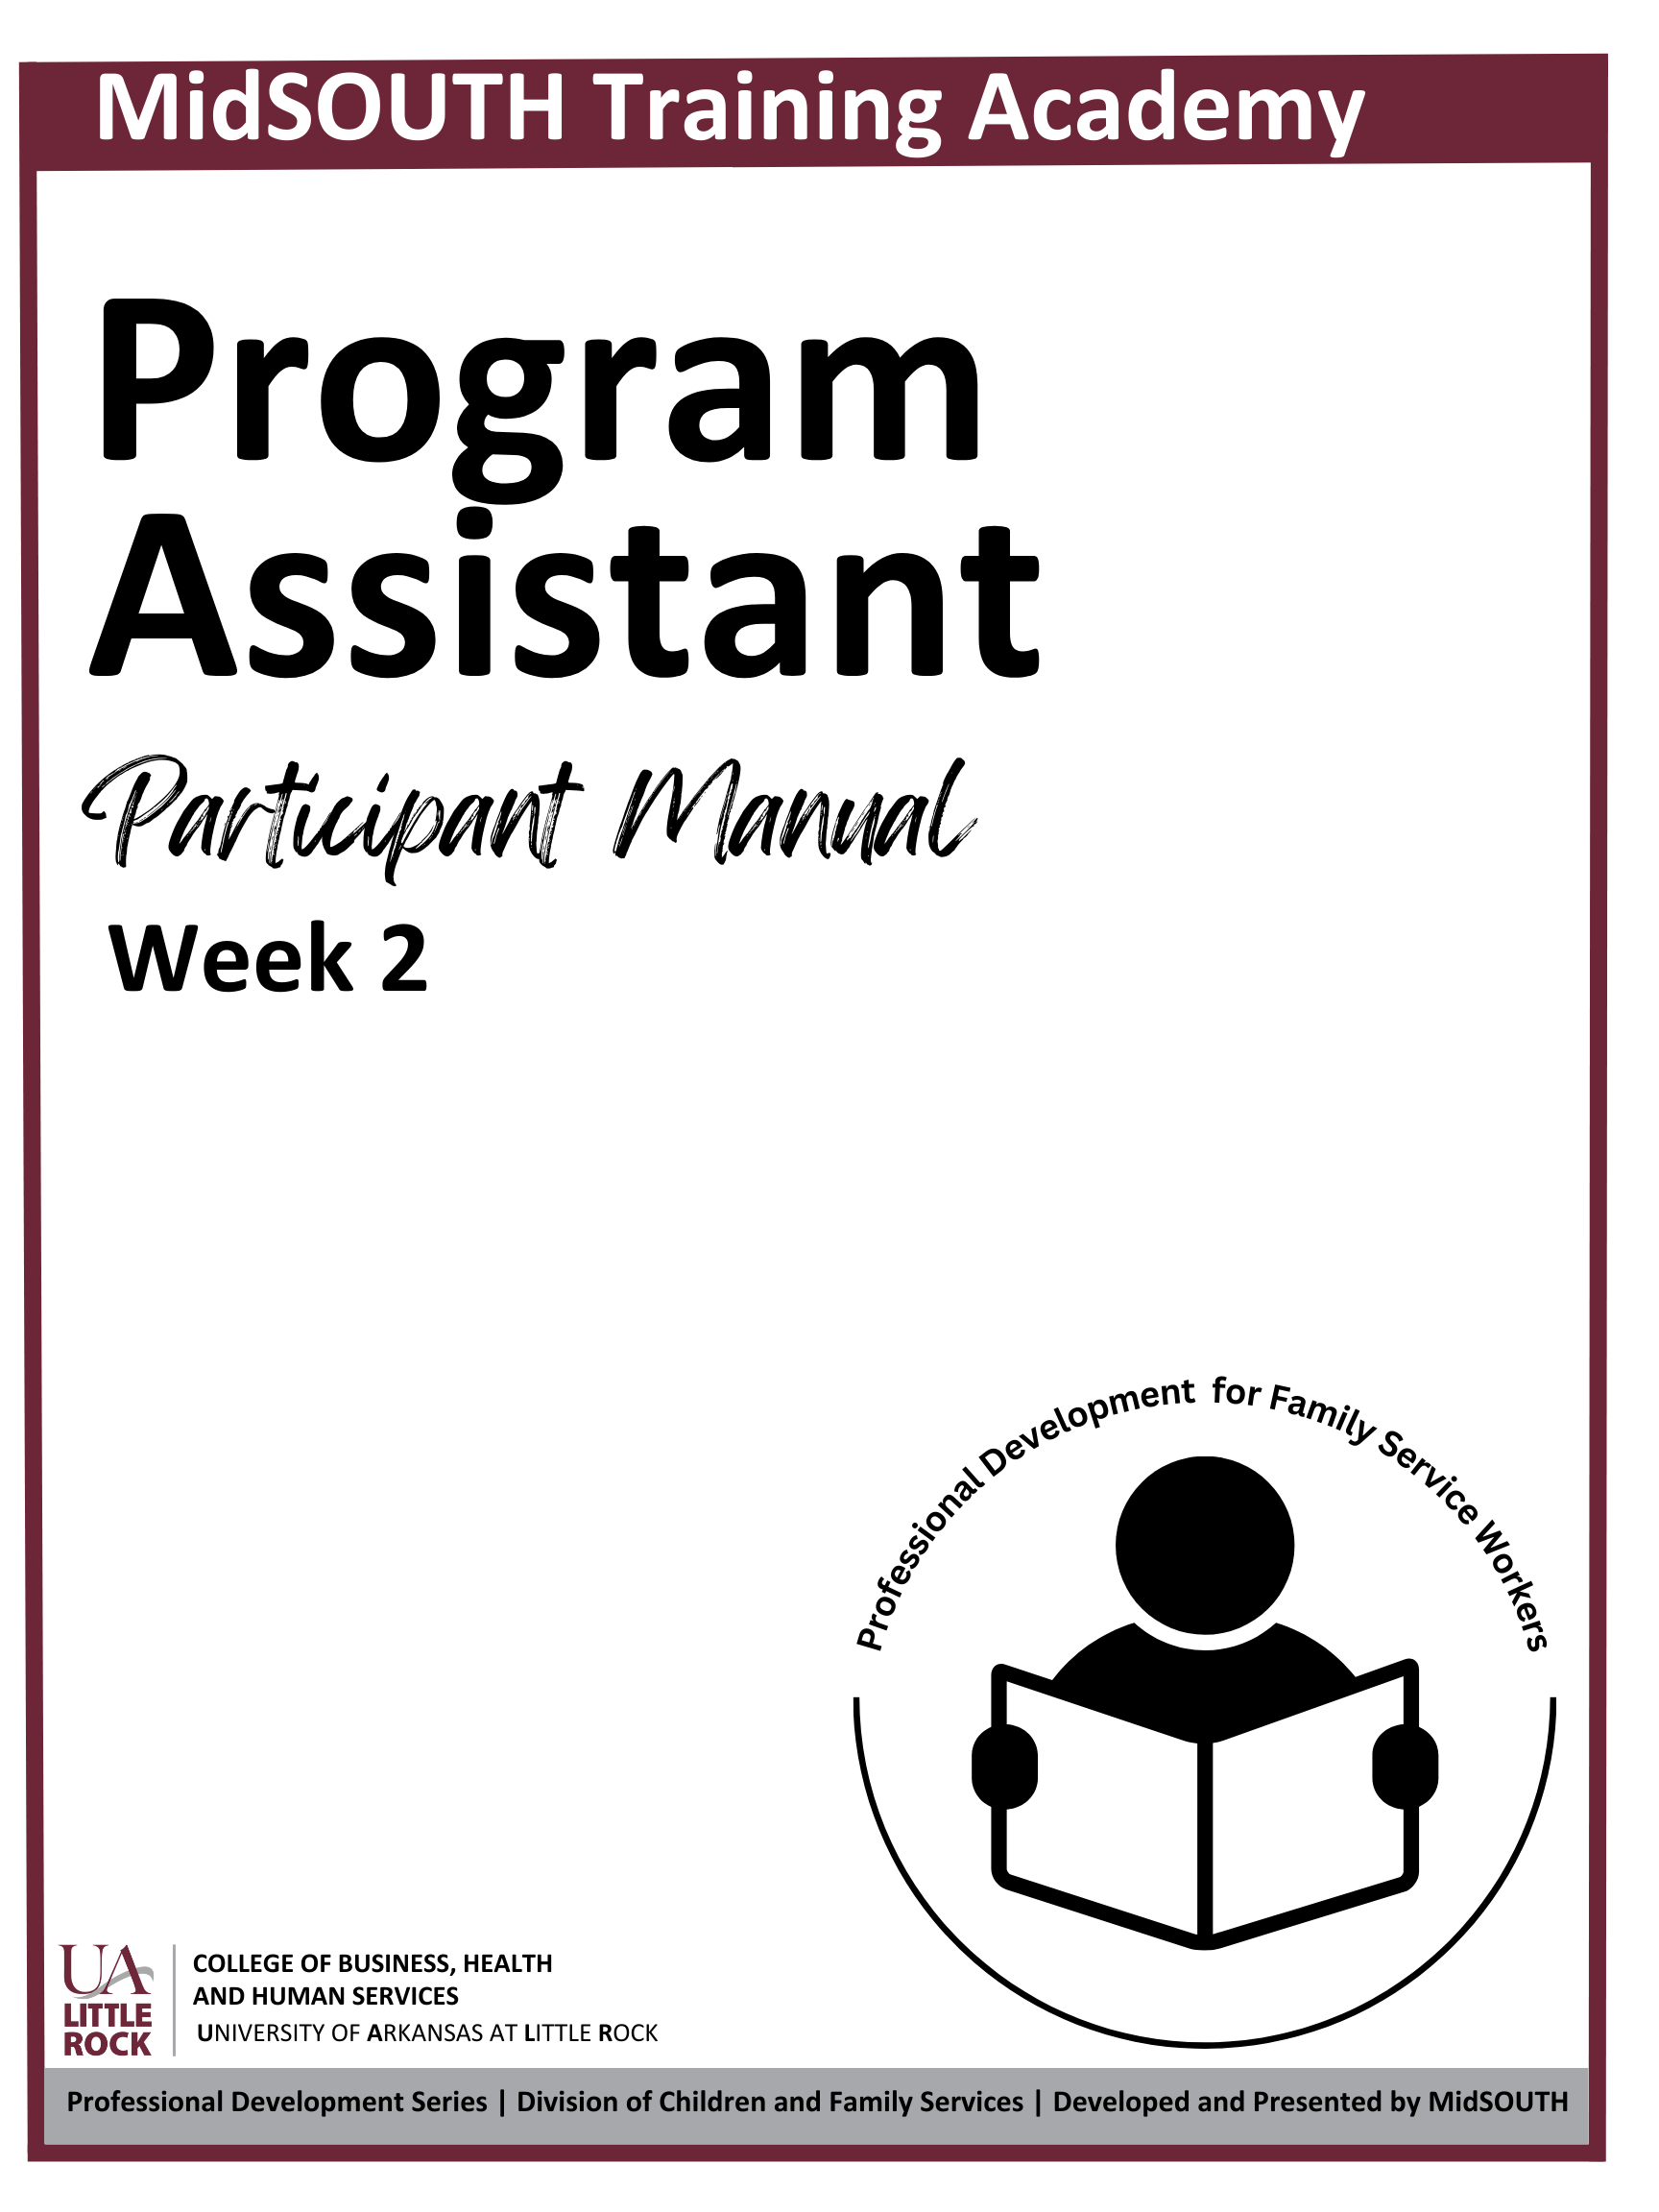 MidSOUTH Training Academy
Program
Assistant
Participant Manual
Week 2
Professional Development for Family Service Workers
UA
LITTLE
ROCK
COLLEGE OF BUSINESS, HEALTH
AND HUMAN SERVICES
UNIVERSITY OF ARKANSAS AT LITTLE ROCK
Professional Development Series | Division of Children and Family Services | Developed and Presented by MidSOUTH